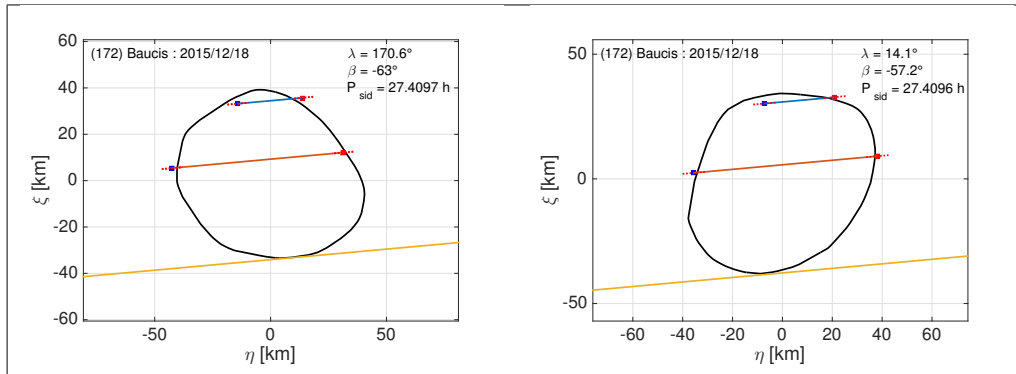 (172) Baucis : 2015/12/18
λ = 170.6°
β = -63°
P sid = 27.4097 h
60
40
20
0
-20
-40
-60
ξ [km]
-50
0
50
η [km]
(172) Baucis : 2015/12/18
λ = 14.1°
β = -57.2°
P sid = 27.4096 h
50
0
-50
ξ [km]
-60
-40
-20
0
20
40
60
η [km]